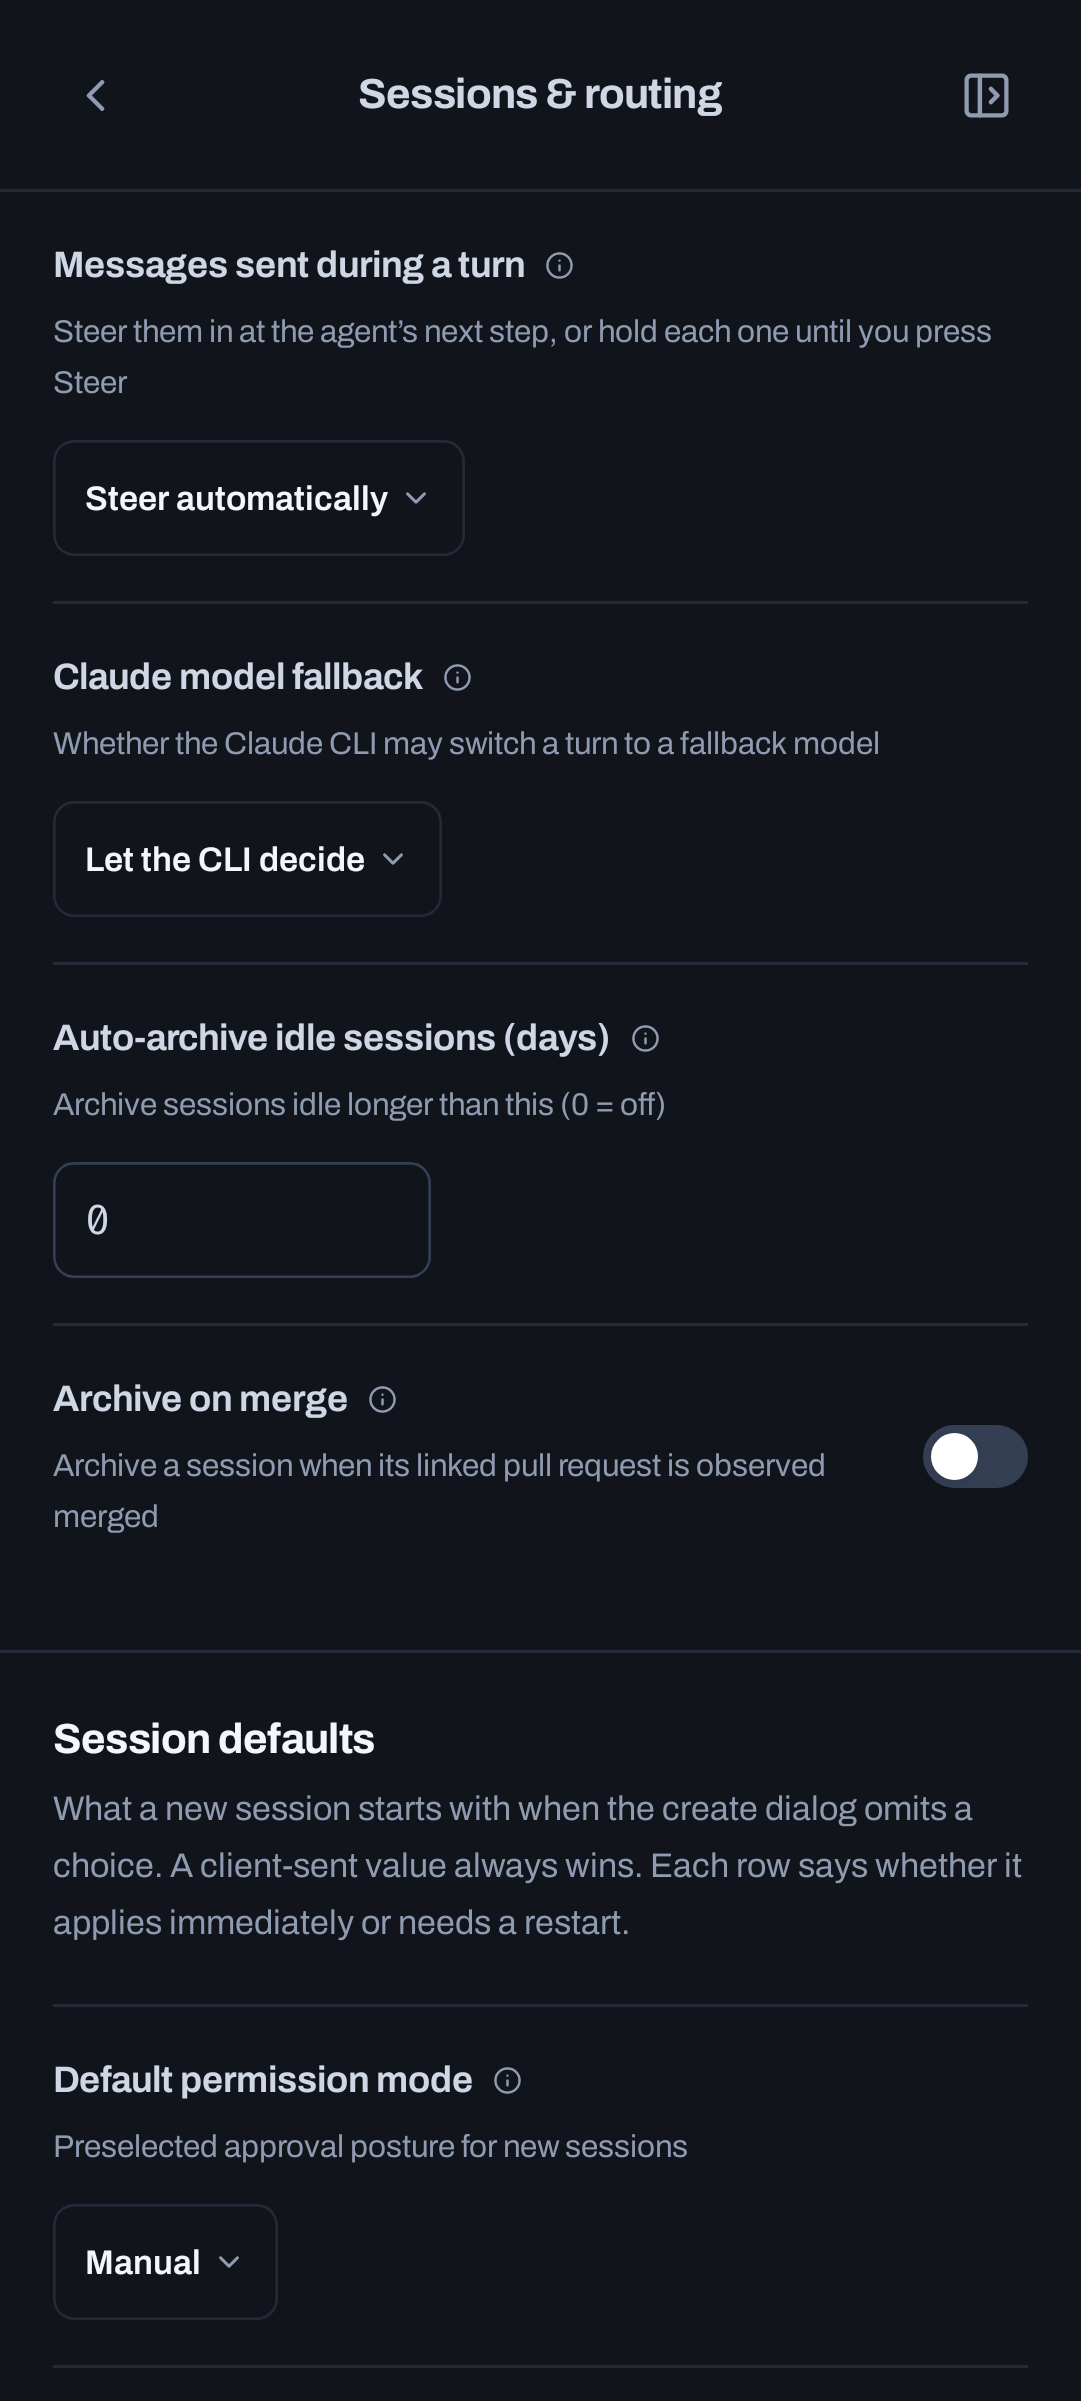 Sessions & routing
Messages sent during a turn
Steer them in at the agent’s next step, or hold each one until you press
Steer
Steer automatically
Claude model fallback
Whether the Claude CLI may switch a turn to a fallback model
Let the CLI decide
Auto-archive idle sessions (days)
Archive sessions idle longer than this (0 = off)
0
Archive on merge
Archive a session when its linked pull request is observed
merged
Session defaults
What a new session starts with when the create dialog omits a
choice. A client-sent value always wins. Each row says whether it
applies immediately or needs a restart.
Default permission mode
Preselected approval posture for new sessions
Manual